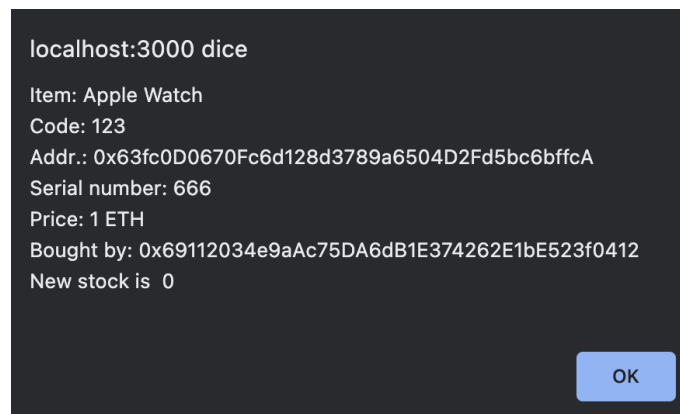 localhost:3000 dice
Item: Apple Watch
Code: 123
Addr.: 0x63fc0D0670Fc6d128d3789a6504D2Fd5bc6bffcA
Serial number: 666
Price: 1 ETH
Bought by: 0x69112034e9aAc75DA6dB1E374262E1bE523f0412
New stock is  0
OK